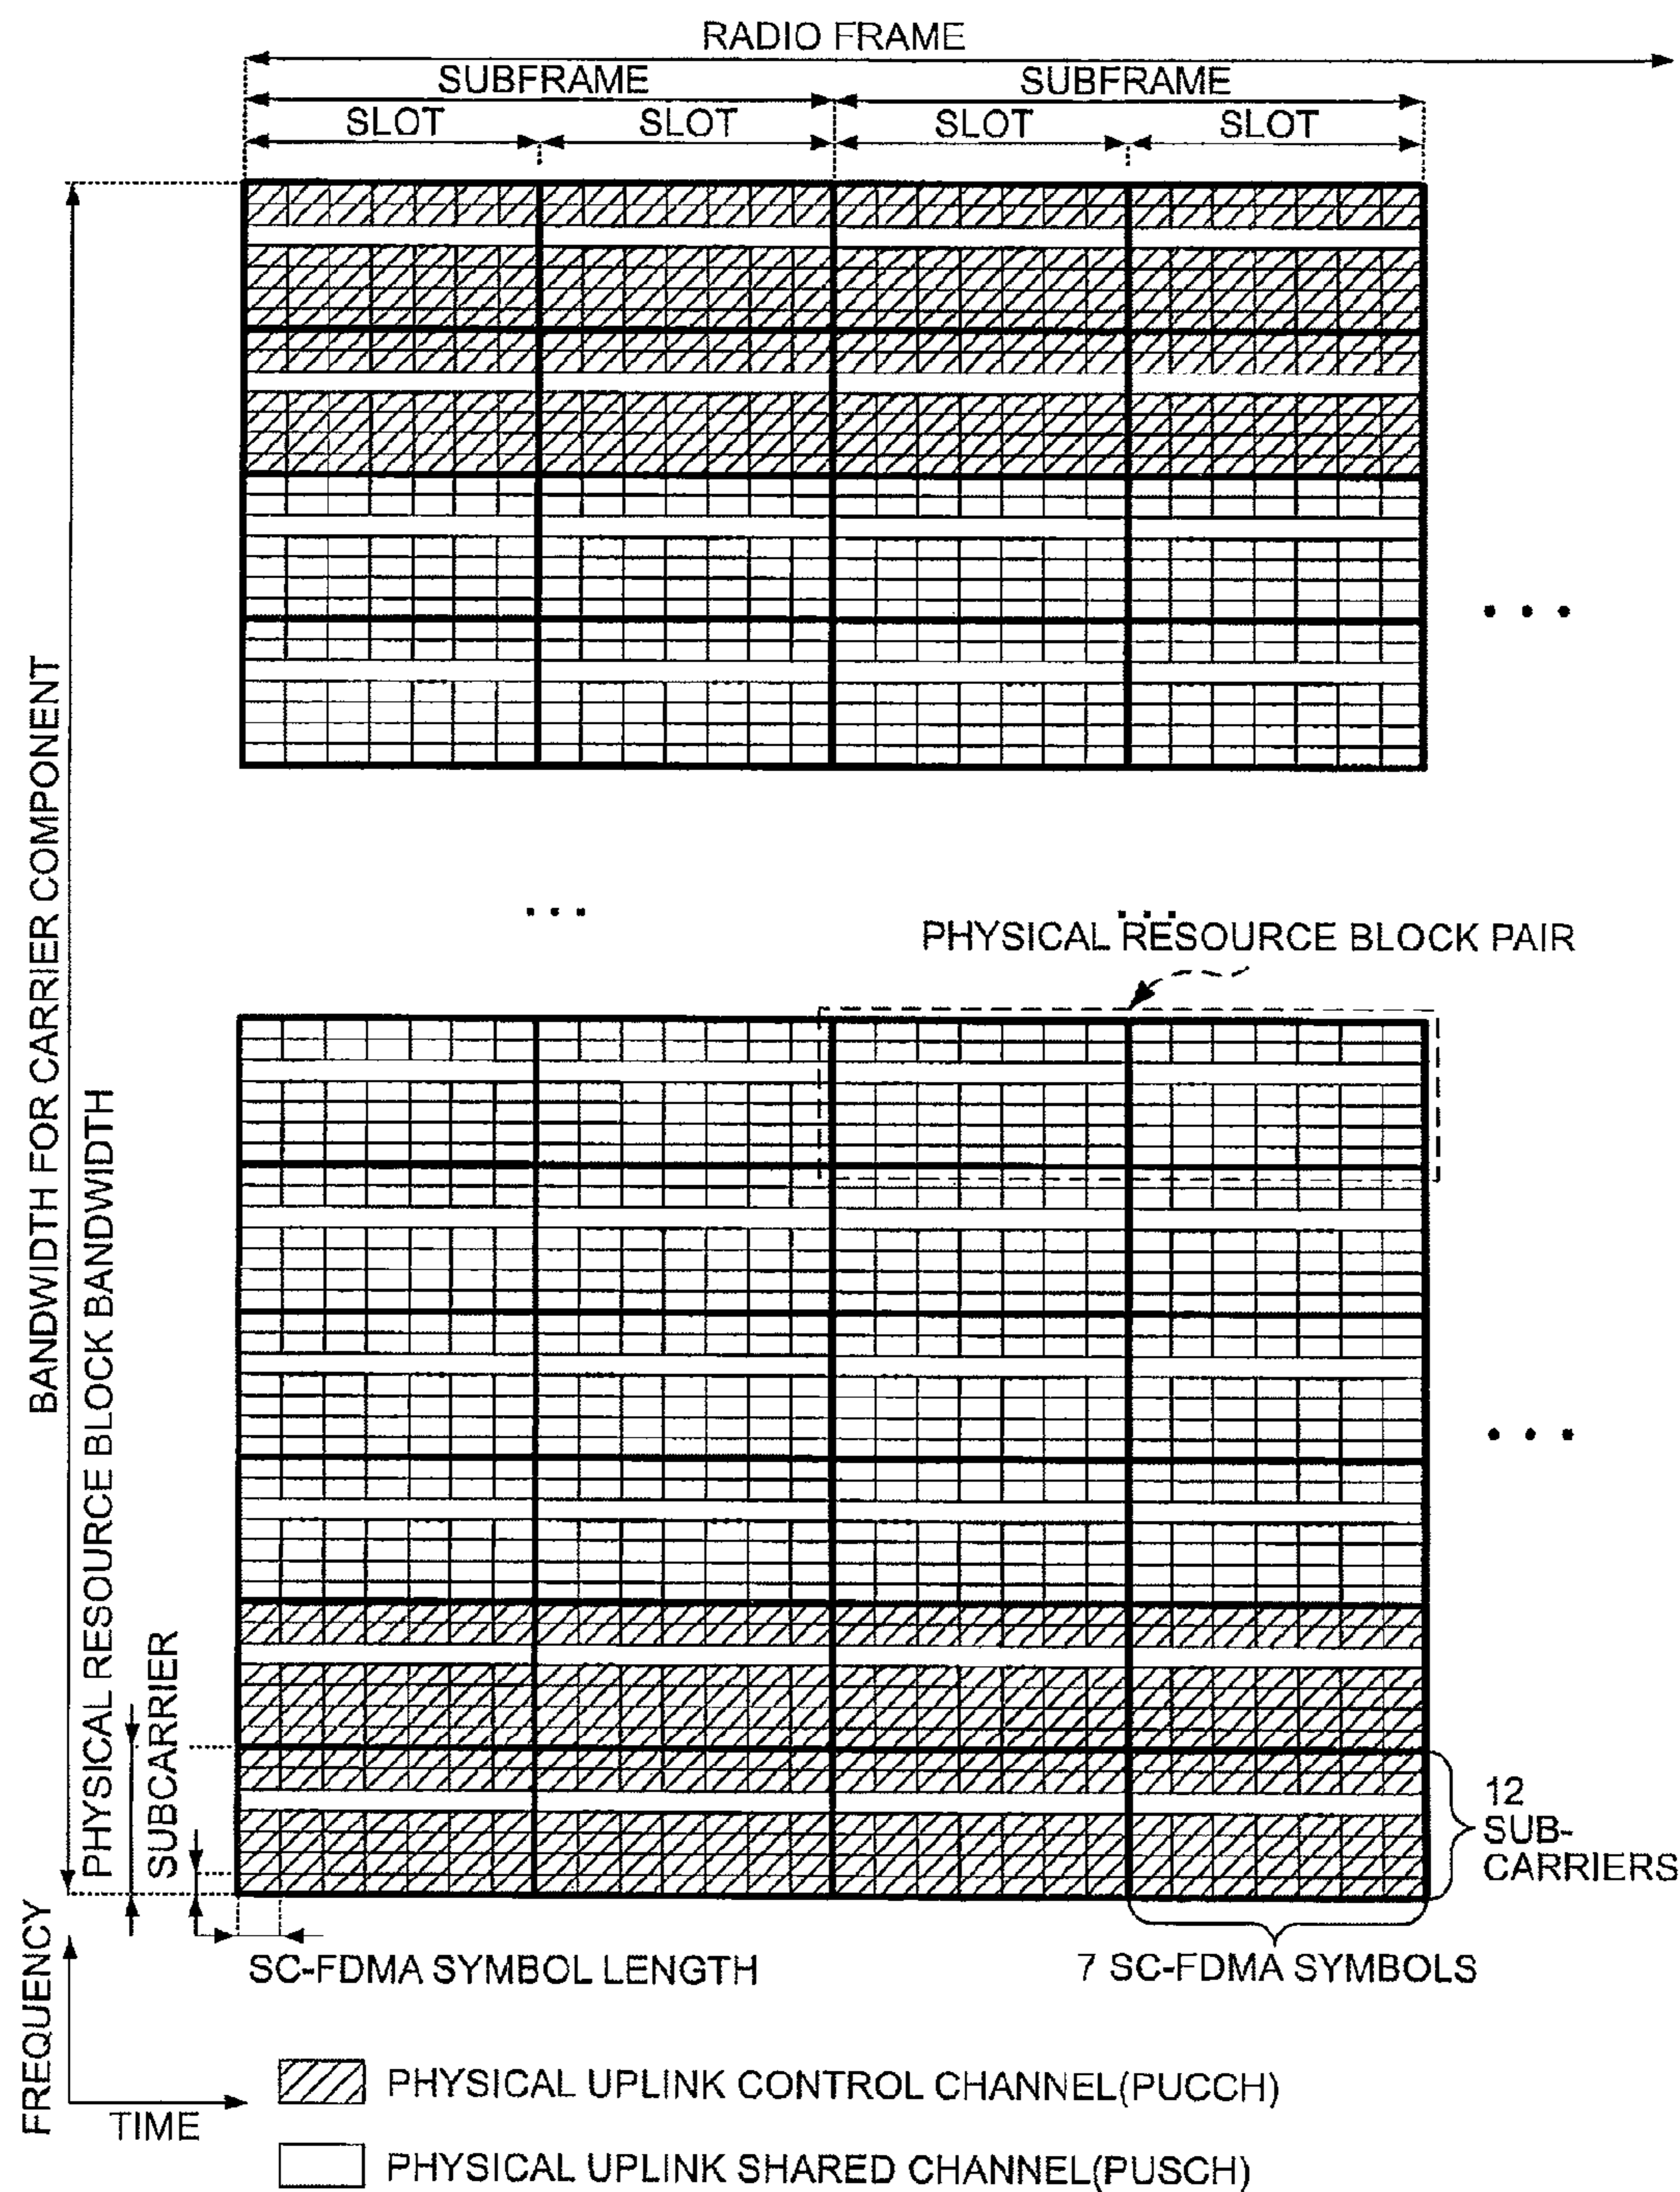 RADIO FRAME
SUBFRAME SUBFRAME
SLOT SLOT SLOT SLOT
BANDWIDTH FOR CARRIER COMPONENT
. . .
. . . . . .
PHYSICAL RESOURCE BLOCK PAIR
PHYSICAL RESOURCE BLOCK BANDWIDTH
. . .
SUBCARRIER
12
SUB-
CARRIERS
SC-FDMA SYMBOL LENGTH
7 SC-FDMA SYMBOLS
FREQUENCY
TIME
PHYSICAL UPLINK CONTROL CHANNEL(PUCCH)
PHYSICAL UPLINK SHARED CHANNEL(PUSCH)